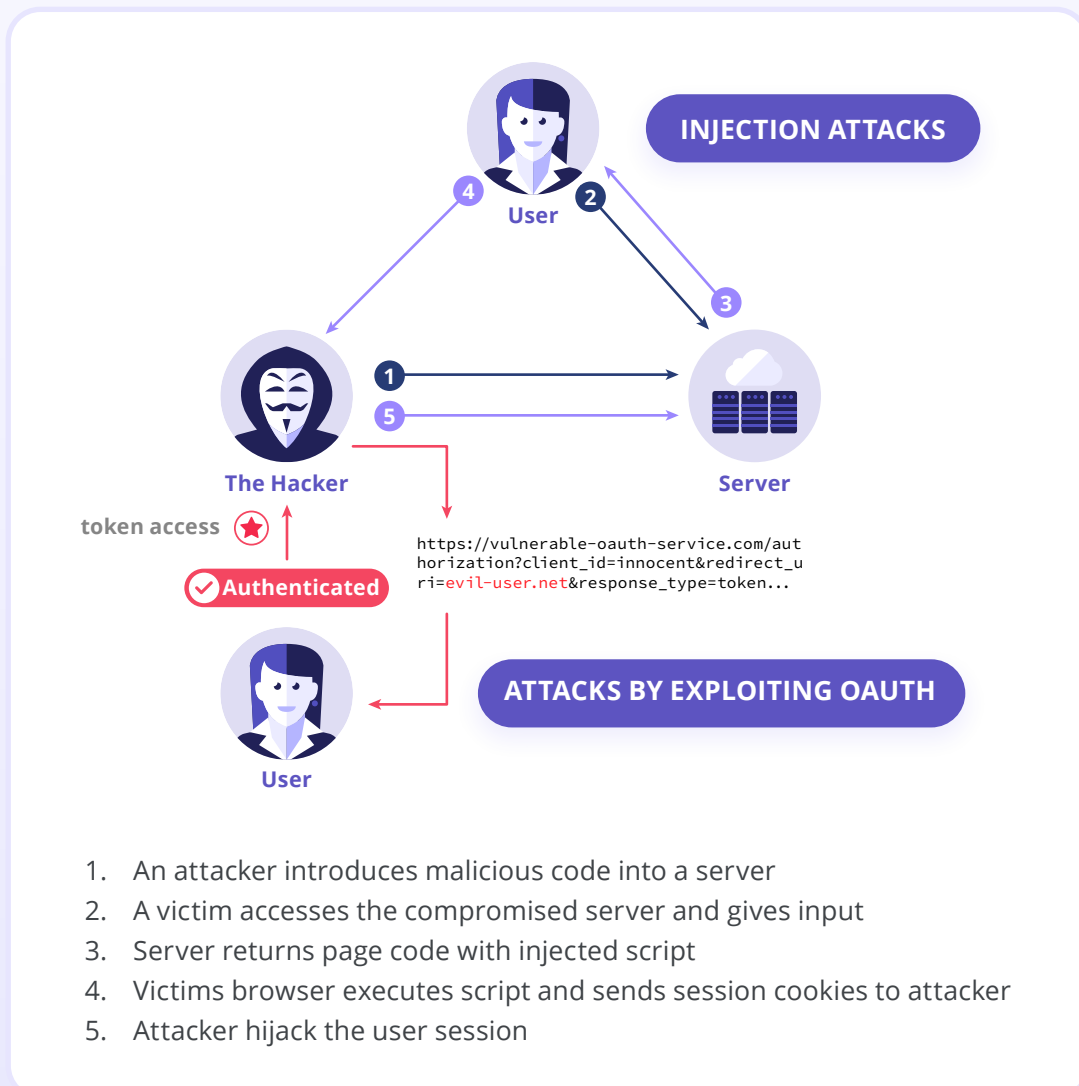 INJECTION ATTACKS
4
2
User
3
1
5
The Hacker
Server
token access
https://vulnerable-oauth-service.com/aut
horization?client_id=innocent&redirect_u
ri=evil-user.net&response_type=token...
Authenticated
ATTACKS BY EXPLOITING OAUTH
User
1. An attacker introduces malicious code into a server
2. A victim accesses the compromised server and gives input
3. Server returns page code with injected script
4. Victims browser executes script and sends session cookies to attacker
5. Attacker hijack the user session